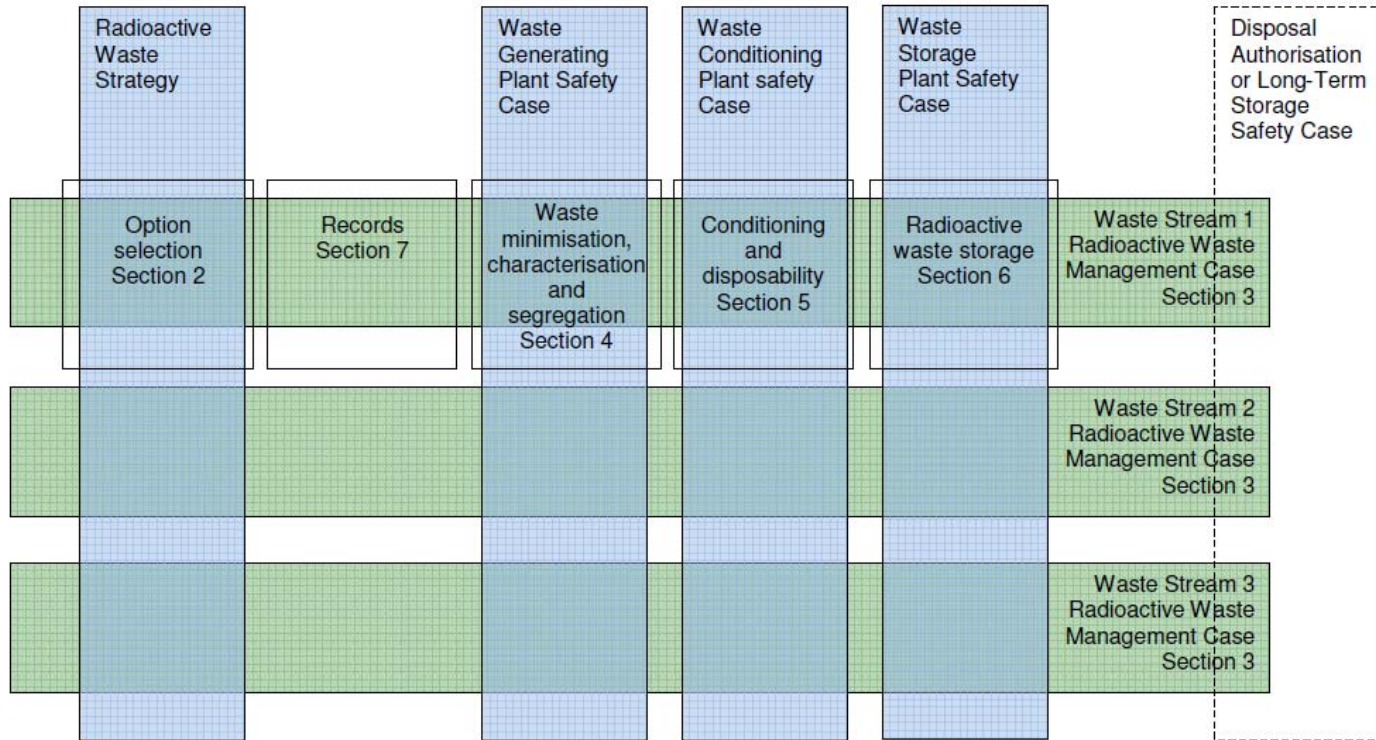 Radioactive
Waste
Strategy
Waste
Generating
Plant Safety
Case
Waste
Conditioning
Plant safety
Case
Waste
Storage
Plant Safety
Case
Disposal
Authorisation
or Long-Term
Storage
Safety Case
Option
selection
Section 2
Records
Section 7
Waste
minimisation,
characterisation
and
segregation
Section 4
Conditioning
and
disposability
Section 5
Radioactive
waste storage
Section 6
Waste Stream 1
Radioactive Waste
Management Case
Section 3
Waste Stream 2
Radioactive Waste
Management Case
Section 3
Waste Stream 3
Radioactive Waste
Management Case
Section 3